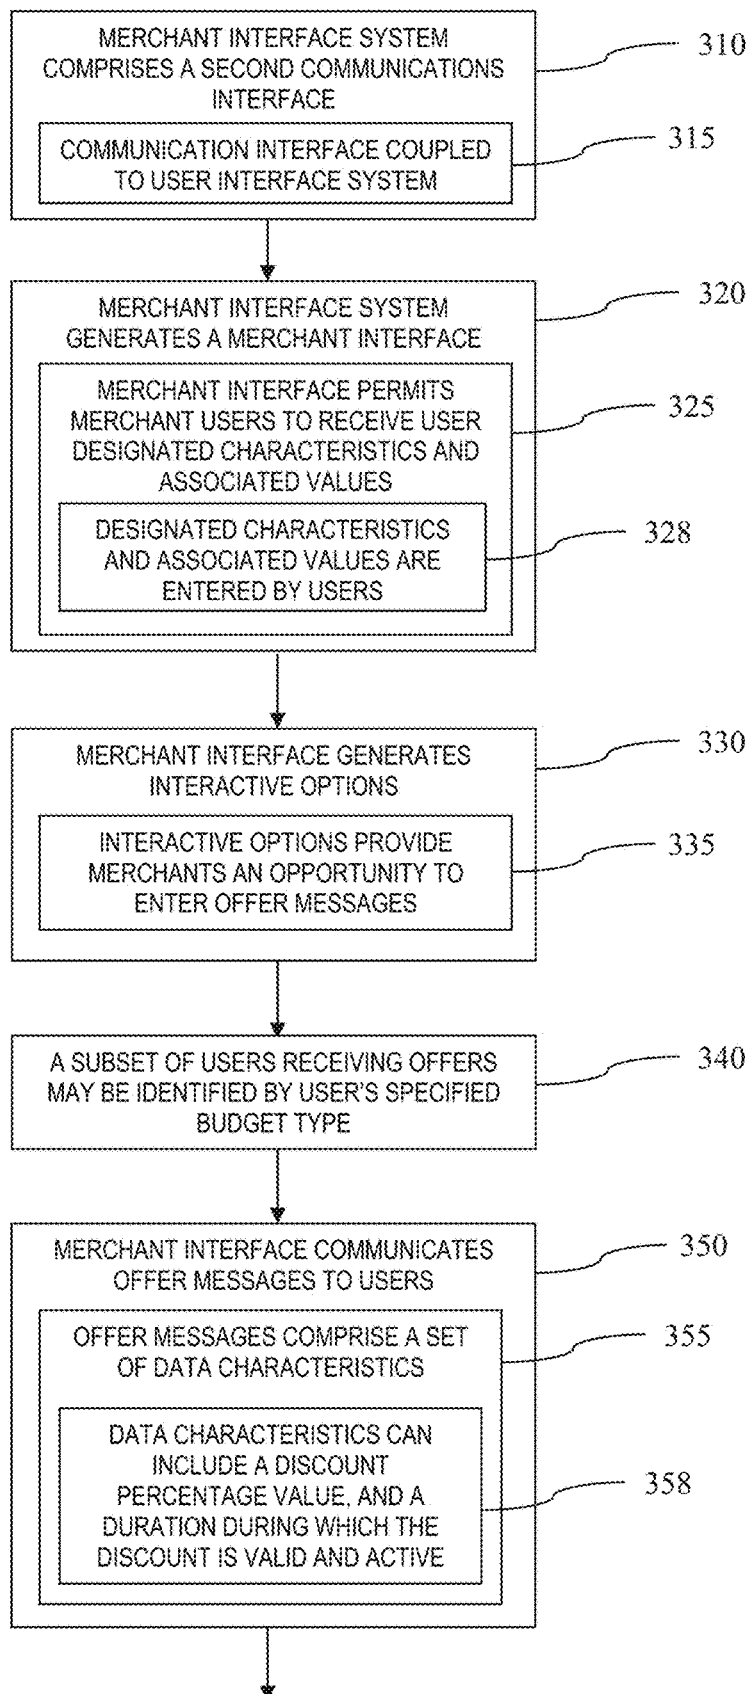 MERCHANT INTERFACE SYSTEM
COMPRISES A SECOND COMMUNICATIONS
INTERFACE
310
COMMUNICATION INTERFACE COUPLED
TO USER INTERFACE SYSTEM
315
MERCHANT INTERFACE SYSTEM
GENERATES A MERCHANT INTERFACE
320
MERCHANT INTERFACE PERMITS
MERCHANT USERS TO RECEIVE USER
DESIGNATED CHARACTERISTICS AND
ASSOCIATED VALUES
325
DESIGNATED CHARACTERISTICS
AND ASSOCIATED VALUES ARE
ENTERED BY USERS
328
MERCHANT INTERFACE GENERATES
INTERACTIVE OPTIONS
330
INTERACTIVE OPTIONS PROVIDE
MERCHANTS AN OPPORTUNITY TO
ENTER OFFER MESSAGES
335
A SUBSET OF USERS RECEIVING OFFERS
MAY BE IDENTIFIED BY USER'S SPECIFIED
BUDGET TYPE
340
MERCHANT INTERFACE COMMUNICATES
OFFER MESSAGES TO USERS
350
OFFER MESSAGES COMPRISE A SET
OF DATA CHARACTERISTICS
355
DATA CHARACTERISTICS CAN
INCLUDE A DISCOUNT
PERCENTAGE VALUE, AND A
DURATION DURING WHICH THE
DISCOUNT IS VALID AND ACTIVE
358